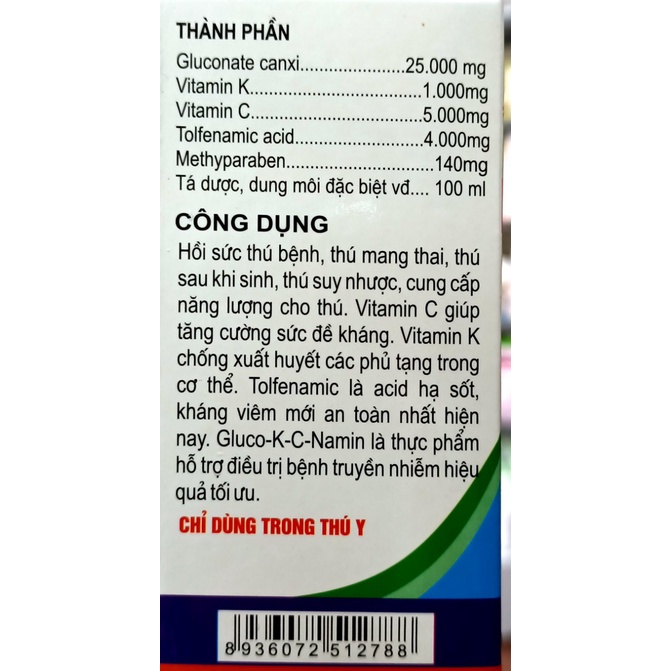 THÀNH PHẦN
Gluconate canxi......................25.000 mg
Vitamin K...................................1.000mg
Vitamin C...................................5.000mg
Tolfenamic acid..........................4.000mg
Methyparaben..............................140mg
Tá dược, dung môi đặc biệt vđ.... 100 ml
CÔNG DỤNG
Hồi sức thú bệnh, thú mang thai, thú
sau khi sinh, thú suy nhược, cung cấp
năng lượng cho thú. Vitamin C giúp
tăng cường sức đề kháng. Vitamin K
chống xuất huyết các phủ tạng trong
cơ thể. Tolfenamic là acid hạ sốt,
kháng viêm mới an toàn nhất hiện
nay. Gluco-K-C-Namin là thực phẩm
hỗ trợ điều trị bệnh truyền nhiễm hiệu
quả tối ưu.
CHỈ DÙNG TRONG THÚ Y
8 936072 512788